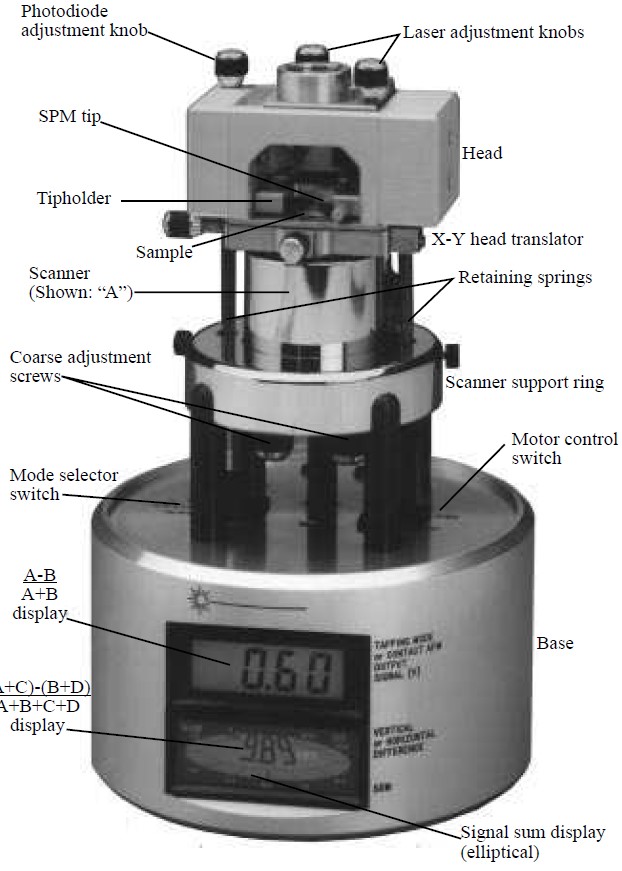 Photodiode
adjustment knob
Laser adjustment knobs
SPM tip
Head
Tipholder
Sample
X-Y head translator
Scanner
(Shown: “A”)
Retaining springs
Coarse adjustment
screws
Scanner support ring
Motor control
switch
Mode selector
switch
A-B
A+B
display
0.60
TAPPING MODE
or CONTACT AFM
OUTPUT
SIGNAL [V]
Base
A+C)-(B+D)
A+B+C+D
display
VERTICAL
or HORIZONTAL
DIFFERENCE
SUM
Signal sum display
(elliptical)